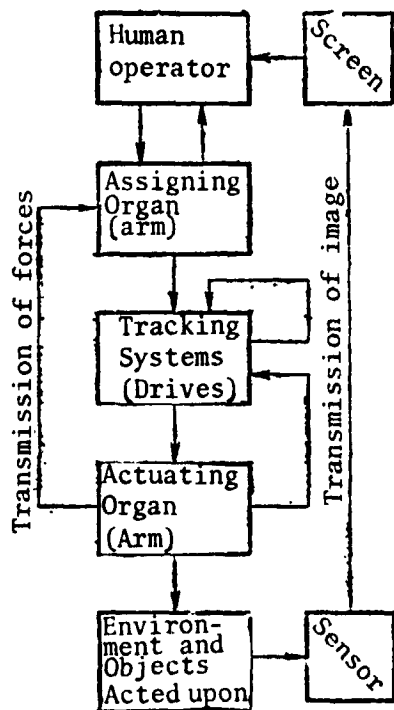 Human
operator
Screen
Assigning
Organ
(arm)
Transmission of forces
Transmission of image
Tracking
Systems
(Drives)
Actuating
Organ
(Arm)
Environ-
ment and
Objects
Acted upon
Sensor